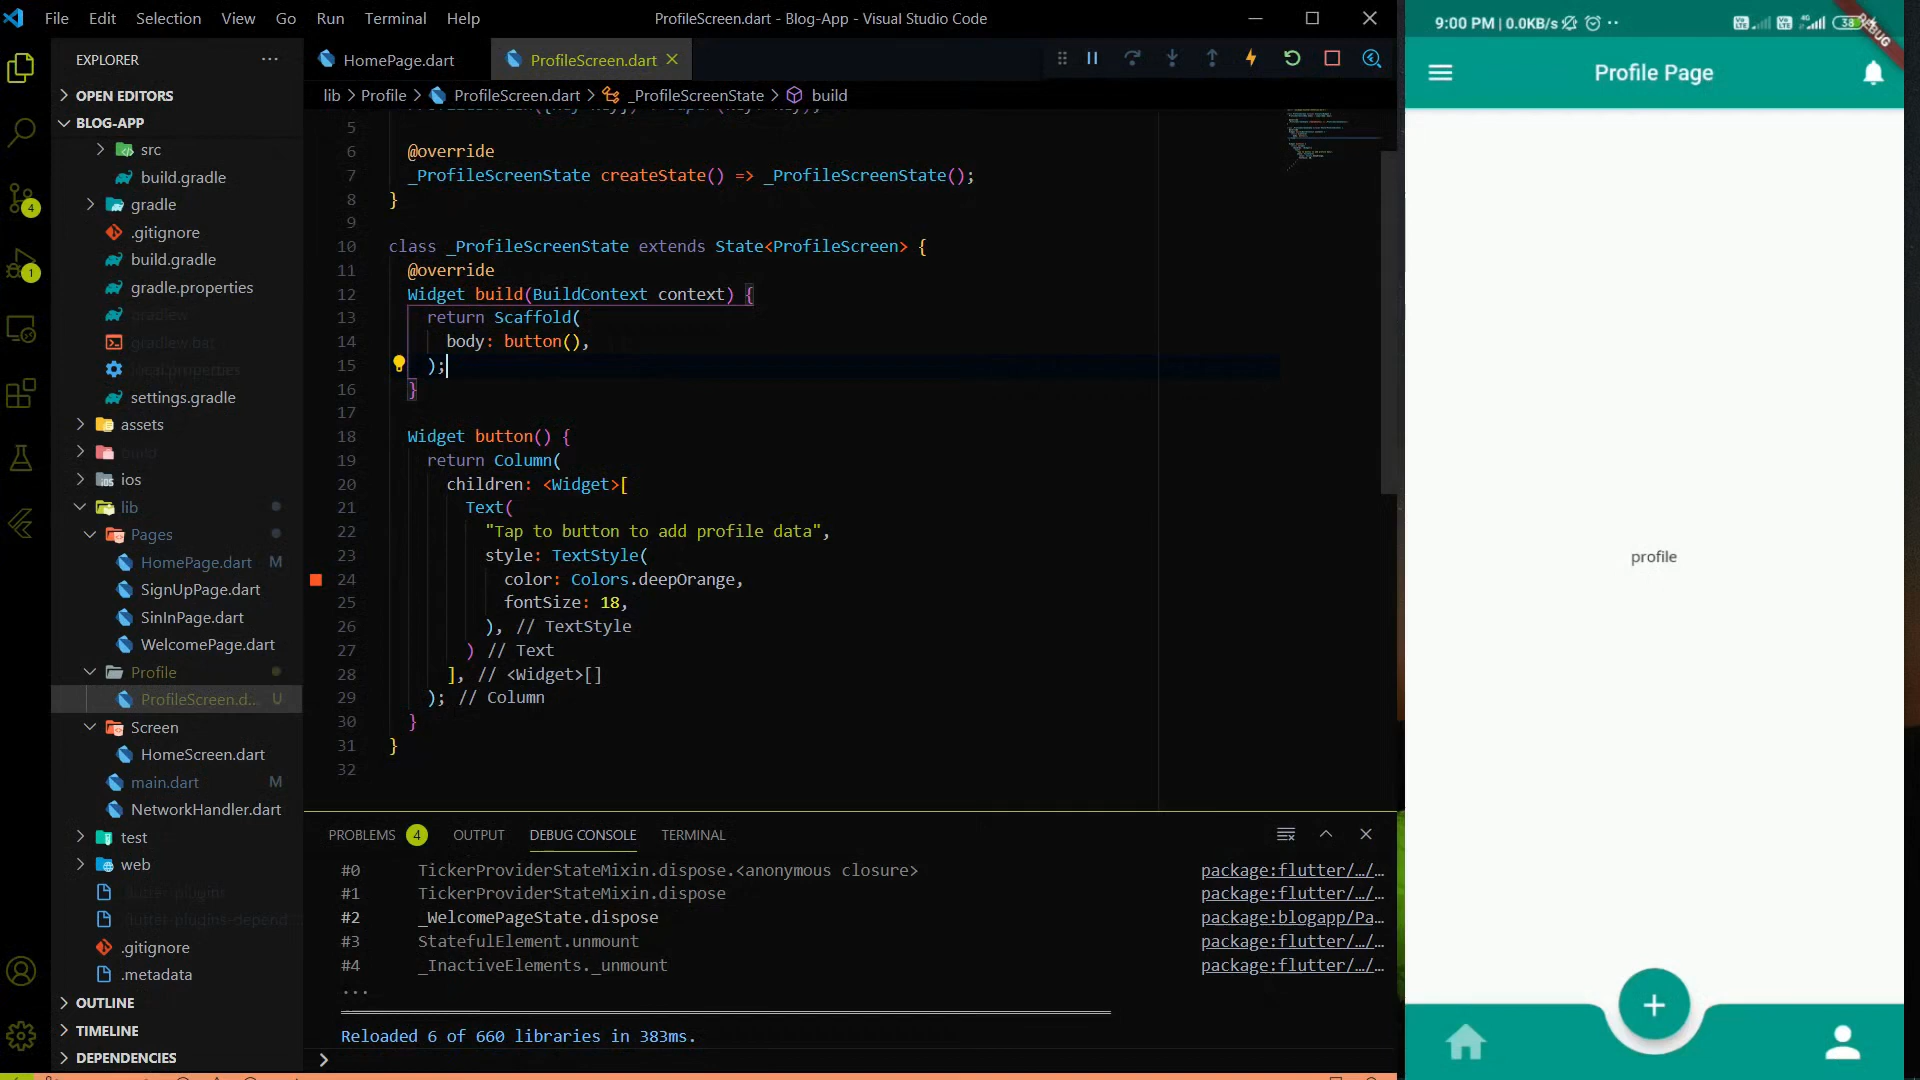 File Edit Selection View Go Run Terminal Help
ProfileScreen.dart - Blog-App - Visual Studio Code
EXPLORER
OPEN EDITORS
BLOG-APP
src
build.gradle
gradle
.gitignore
build.gradle
gradle.properties
gradlew
gradlew.bat
local.properties
settings.gradle
assets
build
ios
lib
Pages
HomePage.dart M
SignUpPage.dart
SinInPage.dart
WelcomePage.dart
Profile
ProfileScreen.d... U
Screen
HomeScreen.dart
main.dart M
NetworkHandler.dart
test
web
.flutter-plugins
.flutter-plugins-depend...
.gitignore
.metadata
OUTLINE
TIMELINE
DEPENDENCIES
4
1
HomePage.dart
ProfileScreen.dart
lib > Profile > ProfileScreen.dart > _ProfileScreenState > build
5
6 @override
7 _ProfileScreenState createState() => _ProfileScreenState();
8 }
9
10 class _ProfileScreenState extends State<ProfileScreen> {
11 @override
12 Widget build(BuildContext context) {
13 return Scaffold(
14 body: button(),
15 );
16 }
17
18 Widget button() {
19 return Column(
20 children: <Widget>[
21 Text(
22 "Tap to button to add profile data",
23 style: TextStyle(
24 color: Colors.deepOrange,
25 fontSize: 18,
26 ), // TextStyle
27 ) // Text
28 ], // <Widget>[]
29 ); // Column
30 }
31 }
32
PROBLEMS 4 OUTPUT DEBUG CONSOLE TERMINAL
#0 TickerProviderStateMixin.dispose.<anonymous closure> package:flutter/…/…
#1 TickerProviderStateMixin.dispose package:flutter/…/…
#2 _WelcomePageState.dispose package:blogapp/Pa…
#3 StatefulElement.unmount package:flutter/…/…
#4 _InactiveElements._unmount package:flutter/…/…
...
Reloaded 6 of 660 libraries in 383ms.
>
9:00 PM | 0.0KB/s
4G
38
DEBUG
Profile Page
profile